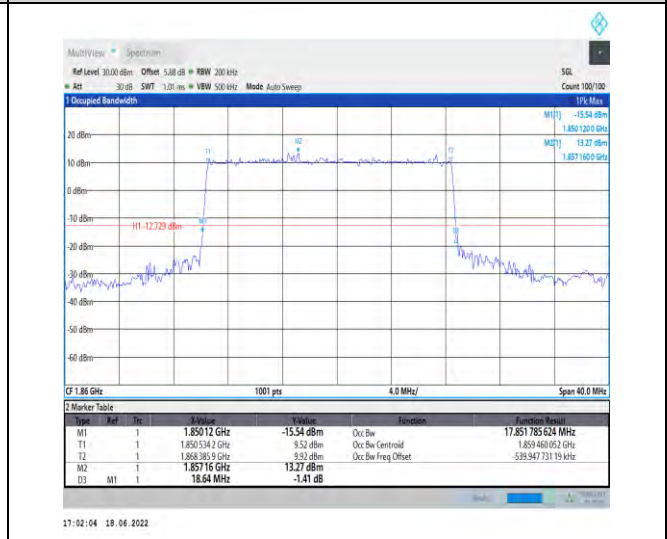 MultiView Spectrum
Ref Level 30.00 dBm Offset 5.88 dB RBW 200 kHz SGL
Att 30 dB SWT 1.01 ms VBW 500 kHz Mode Auto Sweep Count 100/100
1 Occupied Bandwidth 1Pk Max
M1[1] -15.54 dBm
1.850 120 0 GHz
M2[1] 13.27 dBm
1.857 160 0 GHz
20 dBm
T1 M2 T2
10 dBm
0 dBm
-10 dBm
M1
H1 -12.729 dBm
D3
-20 dBm
-30 dBm
-40 dBm
-50 dBm
-60 dBm
CF 1.86 GHz 1001 pts 4.0 MHz/ Span 40.0 MHz
2 Marker Table
Type Ref Trc X-Value Y-Value Function Function Result
M1 1 1.85012 GHz -15.54 dBm Occ Bw 17.851 785 624 MHz
T1 1 1.850 534 2 GHz 9.52 dBm Occ Bw Centroid 1.859 460 052 GHz
T2 1 1.868 385 9 GHz 9.92 dBm Occ Bw Freq Offset -539.947 731 19 kHz
M2 1 1.857 16 GHz 13.27 dBm
D3 M1 1 18.64 MHz -1.41 dB
17:02:04 18.06.2022